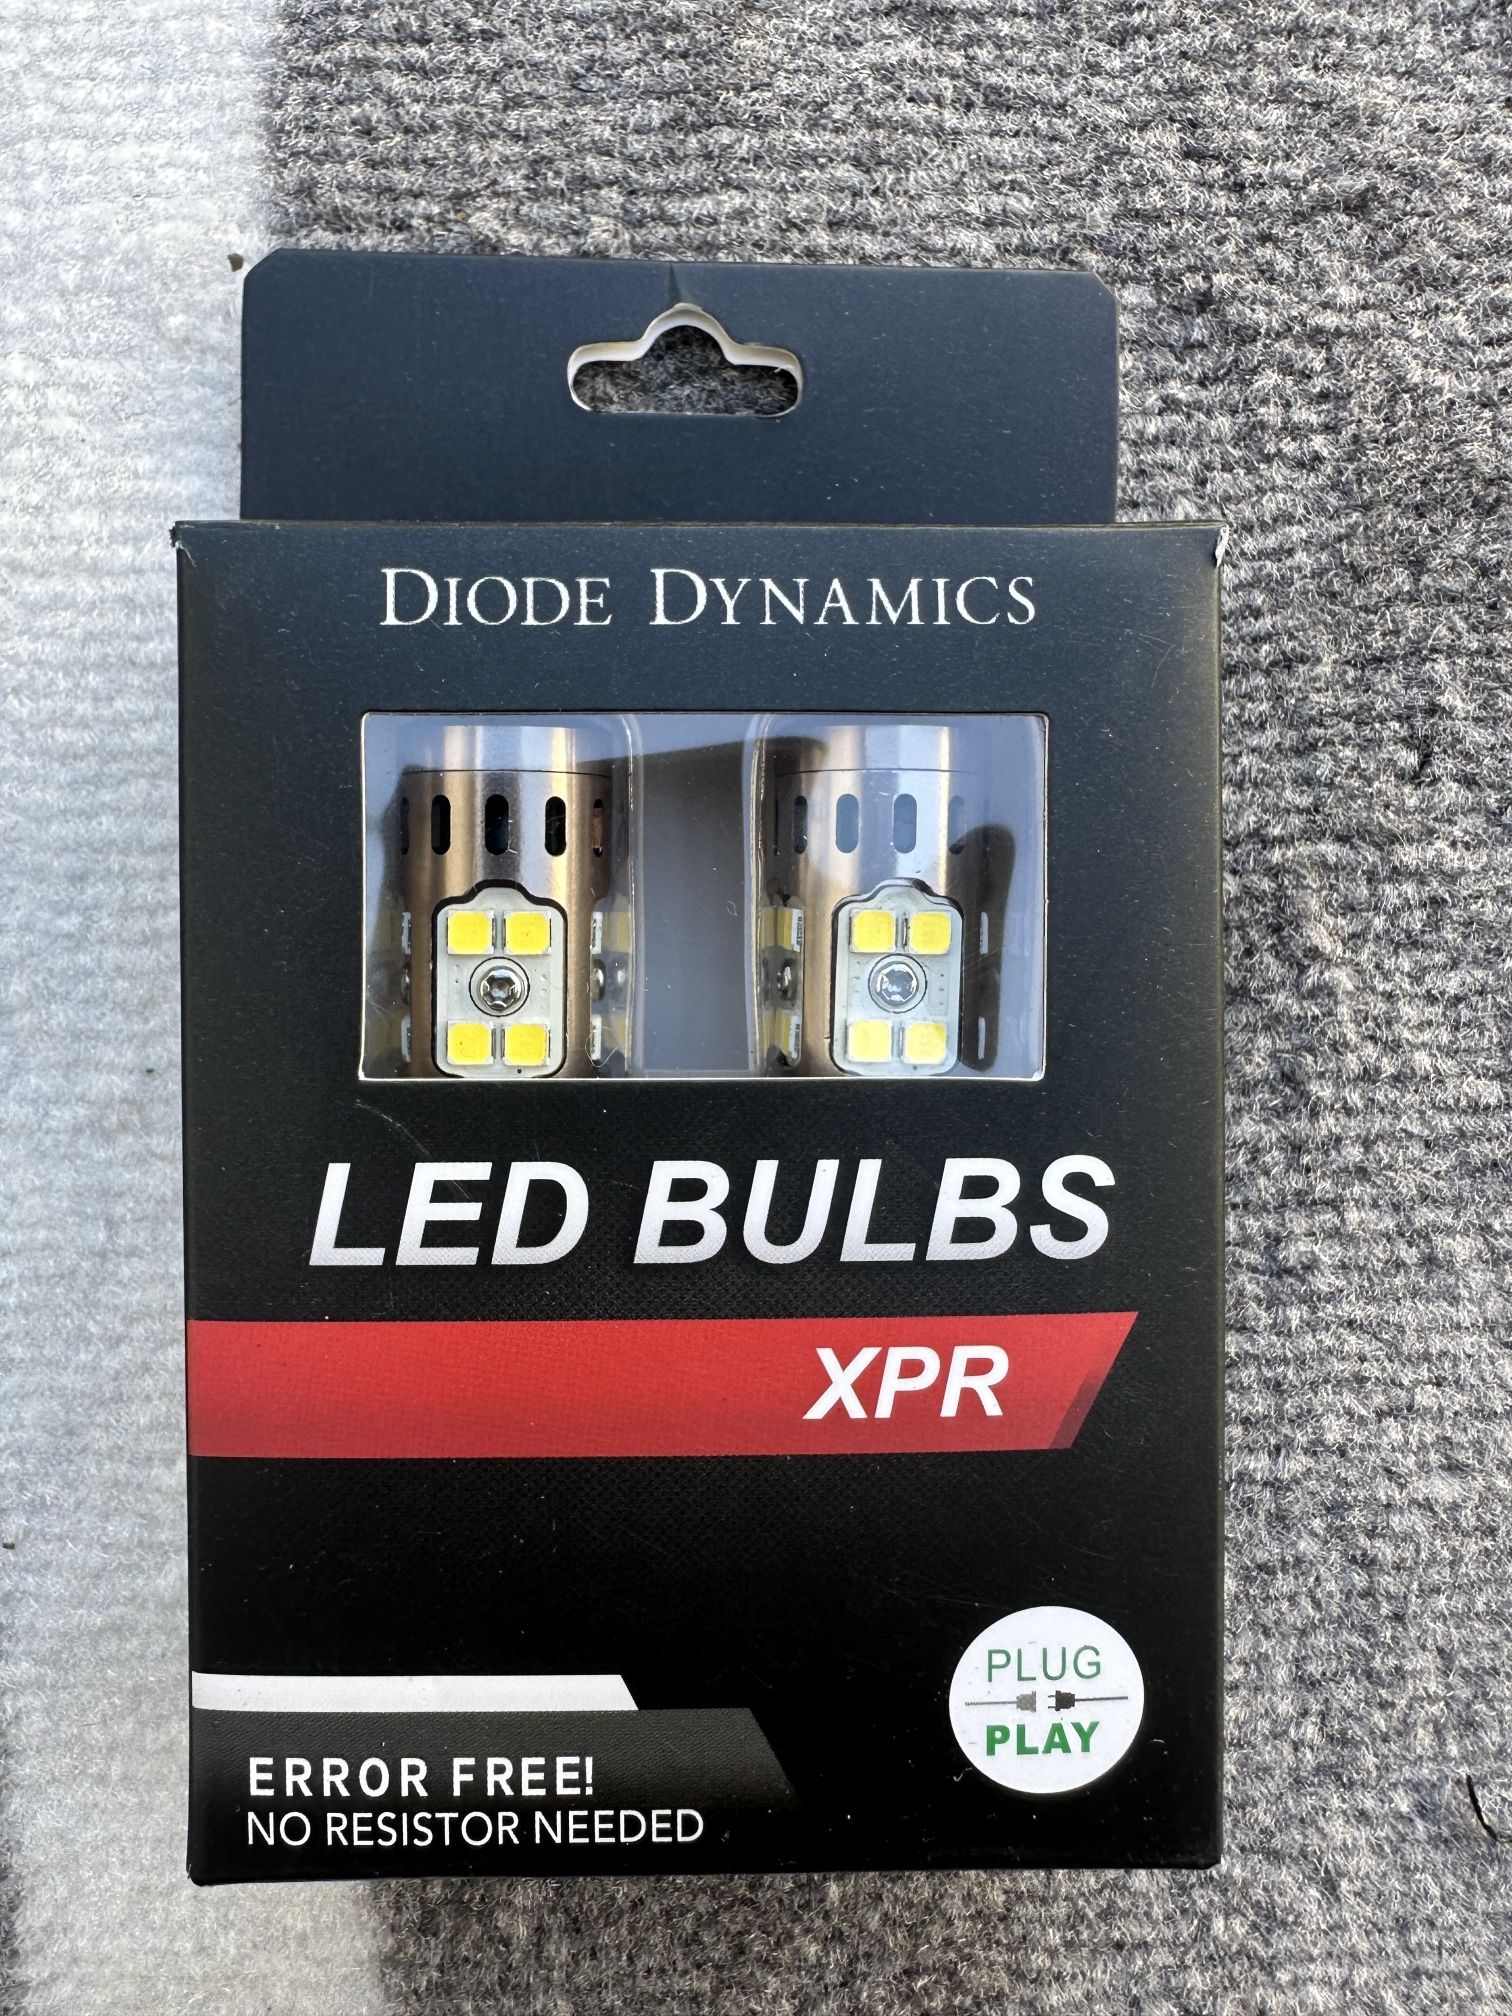 DIODE DYNAMICS
LED BULBS
XPR
PLUG
PLAY
ERROR FREE!
NO RESISTOR NEEDED